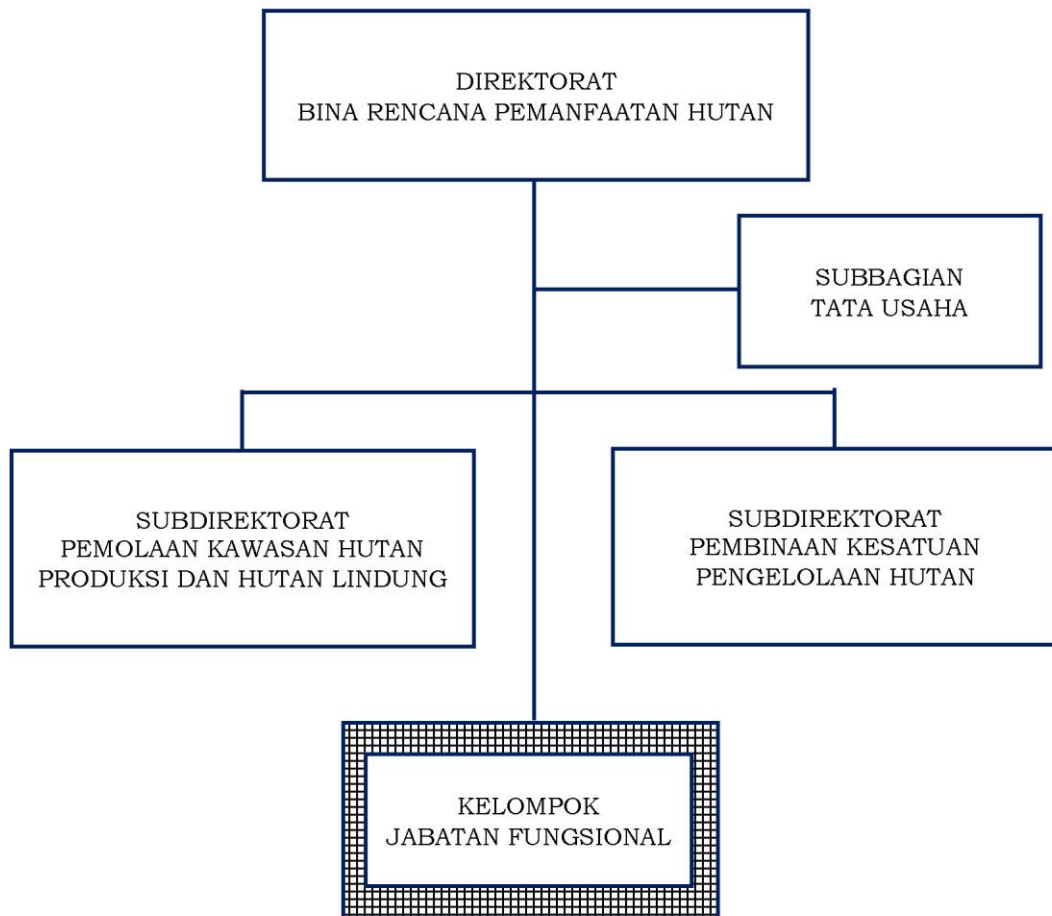 DIREKTORAT
BINA RENCANA PEMANFAATAN HUTAN
SUBBAGIAN
TATA USAHA
SUBDIREKTORAT
PEMOLAAN KAWASAN HUTAN
PRODUKSI DAN HUTAN LINDUNG
SUBDIREKTORAT
PEMBINAAN KESATUAN
PENGELOLAAN HUTAN
KELOMPOK
JABATAN FUNGSIONAL